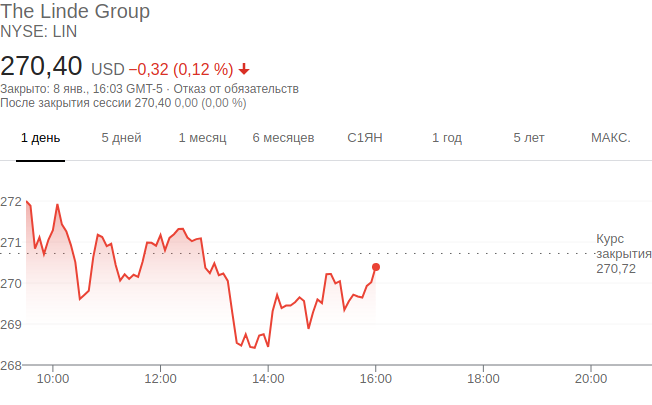 The Linde Group
NYSE: LIN
270,40 USD −0,32 (0,12 %)
Закрыто: 8 янв., 16:03 GMT-5 · Отказ от обязательств
После закрытия сессии 270,40 0,00 (0,00 %)
1 день 5 дней 1 месяц 6 месяцев С1ЯН 1 год 5 лет МАКС.
272
271
270
269
268
Курс
закрытия
270,72
10:00 12:00 14:00 16:00 18:00 20:00